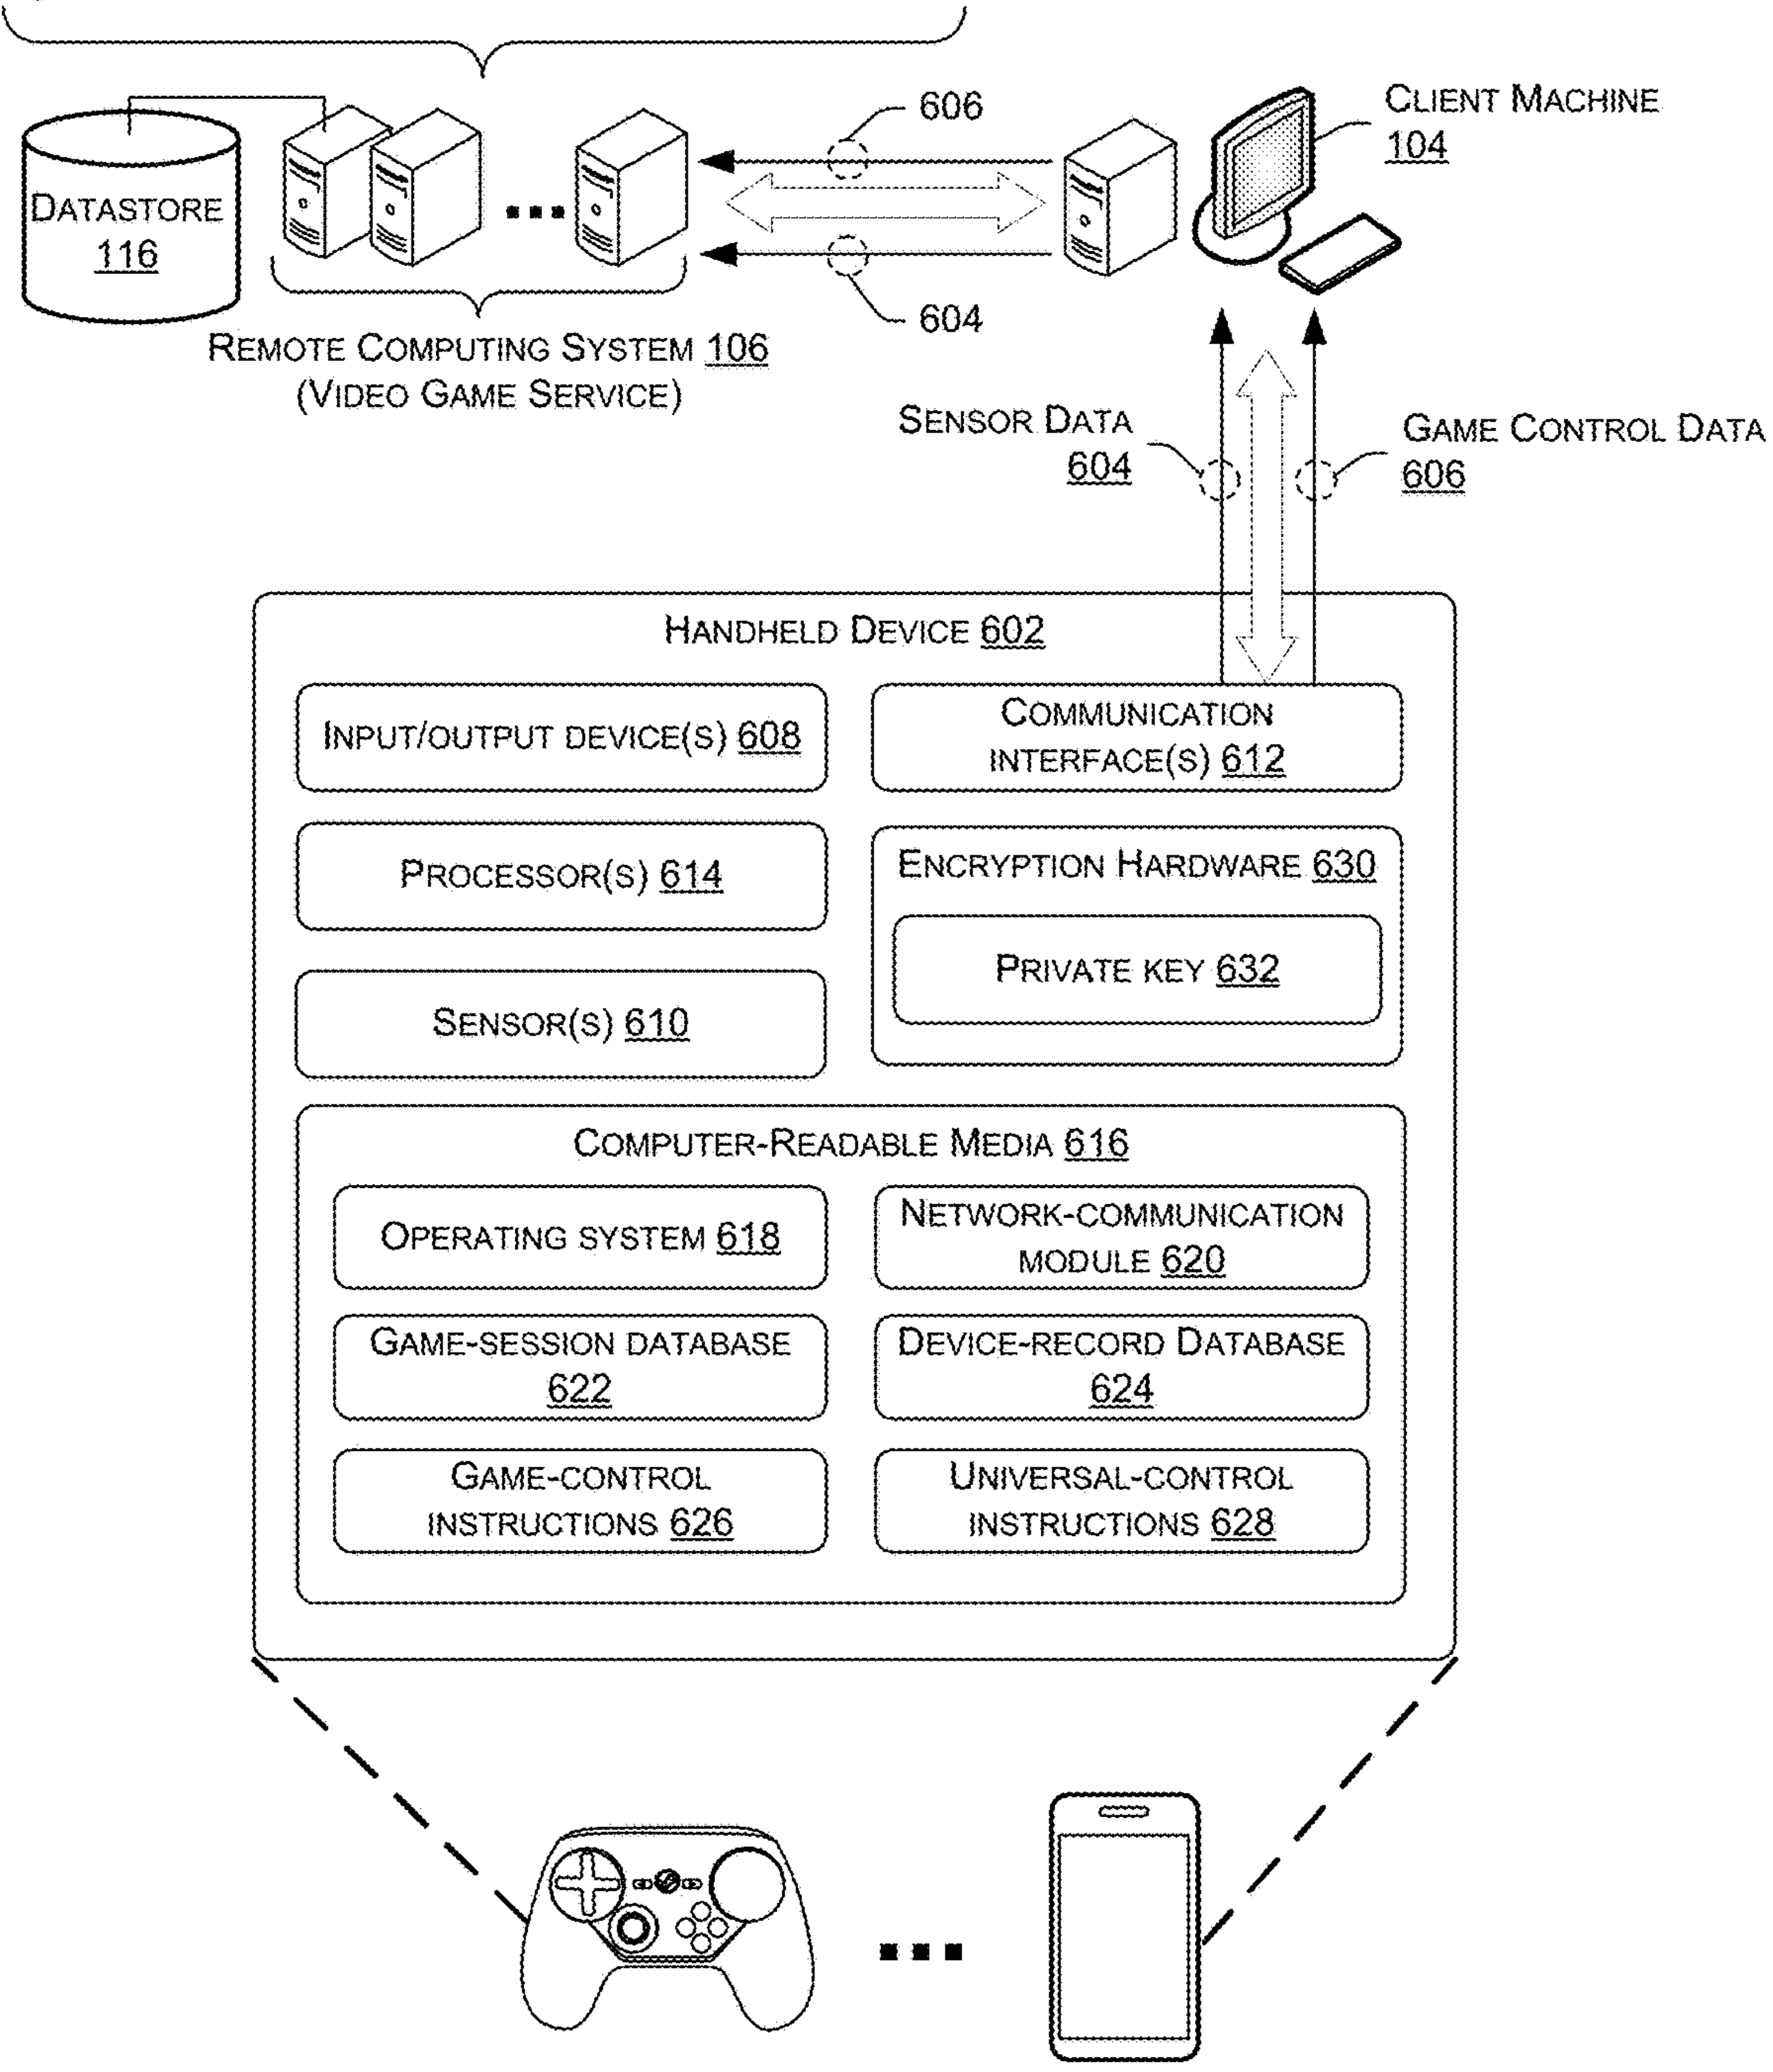 606
CLIENT MACHINE
104
DATASTORE
116
604
REMOTE COMPUTING SYSTEM 106
(VIDEO GAME SERVICE)
SENSOR DATA
604
GAME CONTROL DATA
606
HANDHELD DEVICE 602
INPUT/OUTPUT DEVICE(S) 608
COMMUNICATION
INTERFACE(S) 612
PROCESSOR(S) 614
ENCRYPTION HARDWARE 630
PRIVATE KEY 632
SENSOR(S) 610
COMPUTER-READABLE MEDIA 616
OPERATING SYSTEM 618
NETWORK-COMMUNICATION
MODULE 620
GAME-SESSION DATABASE
622
DEVICE-RECORD DATABASE
624
GAME-CONTROL
INSTRUCTIONS 626
UNIVERSAL-CONTROL
INSTRUCTIONS 628